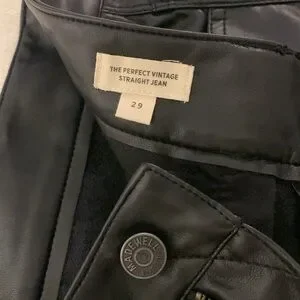 THE PERFECT VINTAGE
STRAIGHT JEAN
29
MADEWELL